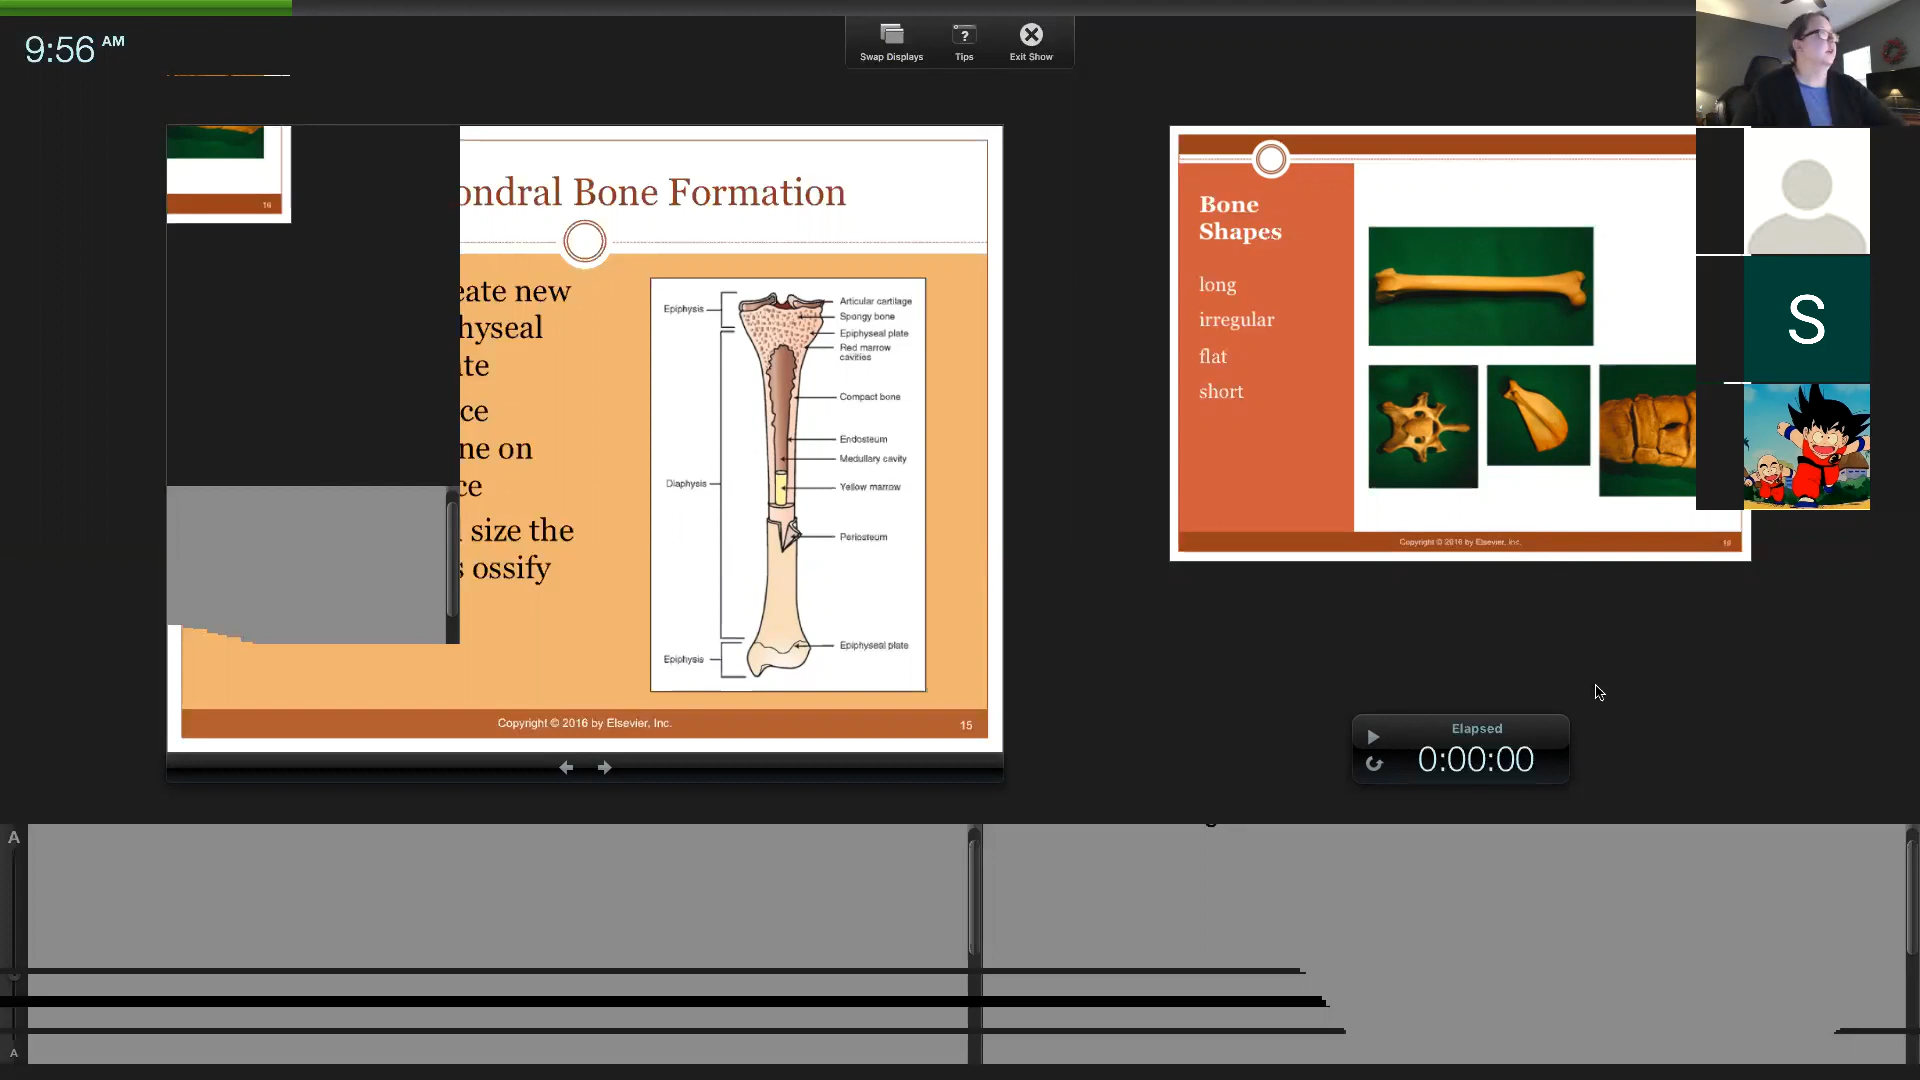 9:56 AM
Swap Displays
Tips
Exit Show
16
ondral Bone Formation
eate new
hyseal
te
ce
ne on
ce
size the
s ossify
Epiphysis
Articular cartilage
Spongy bone
Epiphyseal plate
Red marrow
cavities
Compact bone
Endosteum
Medullary cavity
Diaphysis
Yellow marrow
Periosteum
Epiphyseal plate
Epiphysis
Copyright © 2016 by Elsevier, Inc.
15
Bone
Shapes
long
irregular
flat
short
Copyright © 2016 by Elsevier, Inc.
16
S
Elapsed
0:00:00
A
A